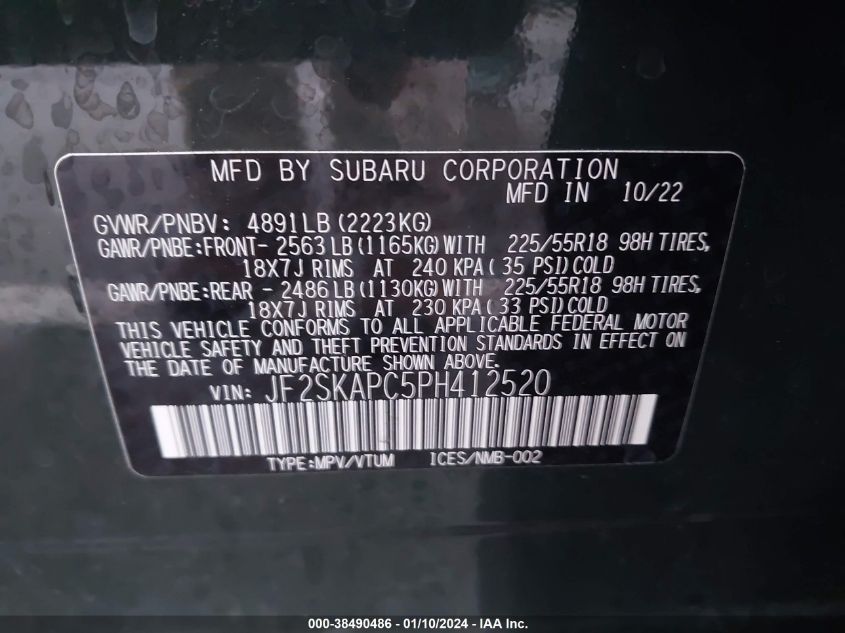 MFD BY SUBARU CORPORATION
MFD IN 10/22
GVWR/PNBV: 4891LB (2223KG)
GAWR/PNBE:FRONT- 2563 LB (1165KG) WITH 225/55R18 98H TIRES,
18X7J RIMS AT 240 KPA( 35 PSI) COLD
GAWR/PNBE:REAR - 2486 LB (1130KG) WITH 225/55R18 98H TIRES,
18X7J RIMS AT 230 KPA( 33 PSI) COLD
THIS VEHICLE CONFORMS TO ALL APPLICABLE FEDERAL MOTOR
VEHICLE SAFETY AND THEFT PREVENTION STANDARDS IN EFFECT ON
THE DATE OF MANUFACTURE SHOWN ABOVE.
VIN: JF2SKAPC5PH412520
TYPE:MPV/VTUM ICES/NMB-002
000-38490486 - 01/10/2024 - IAA Inc.